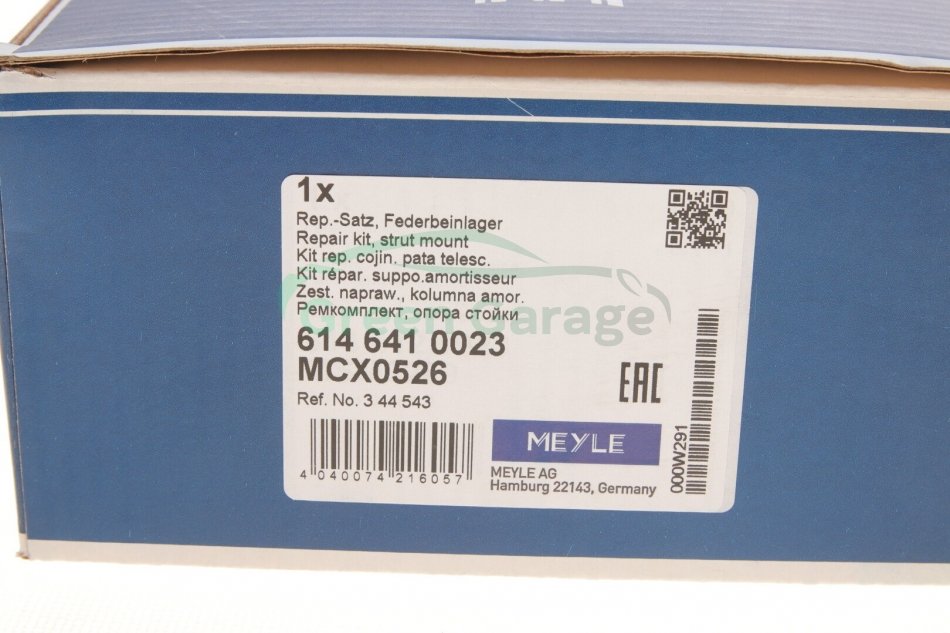 1x
Rep.-Satz, Federbeinlager
Repair kit, strut mount
Kit rep. cojin. pata telesc.
Kit répar. suppo.amortisseur
Zest. napraw., kolumna amor.
Ремкомплект, опора стойки
Green Garage
614 641 0023
MCX0526
Ref. No. 3 44 543
EAC
4 040074 216057
MEYLE
MEYLE AG
Hamburg 22143, Germany
000W291